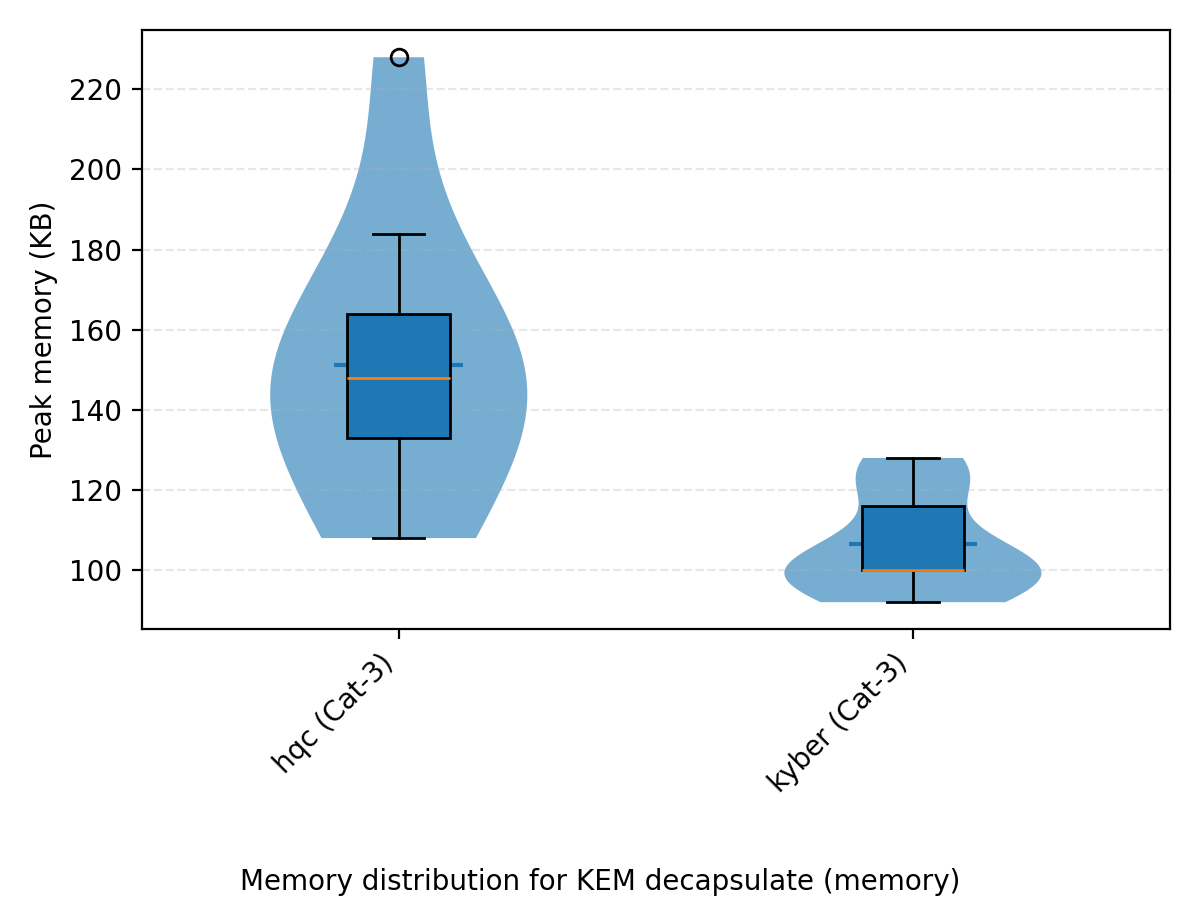 Peak memory (KB)
220
200
180
160
140
120
100
hqc (Cat-3)
kyber (Cat-3)
Memory distribution for KEM decapsulate (memory)